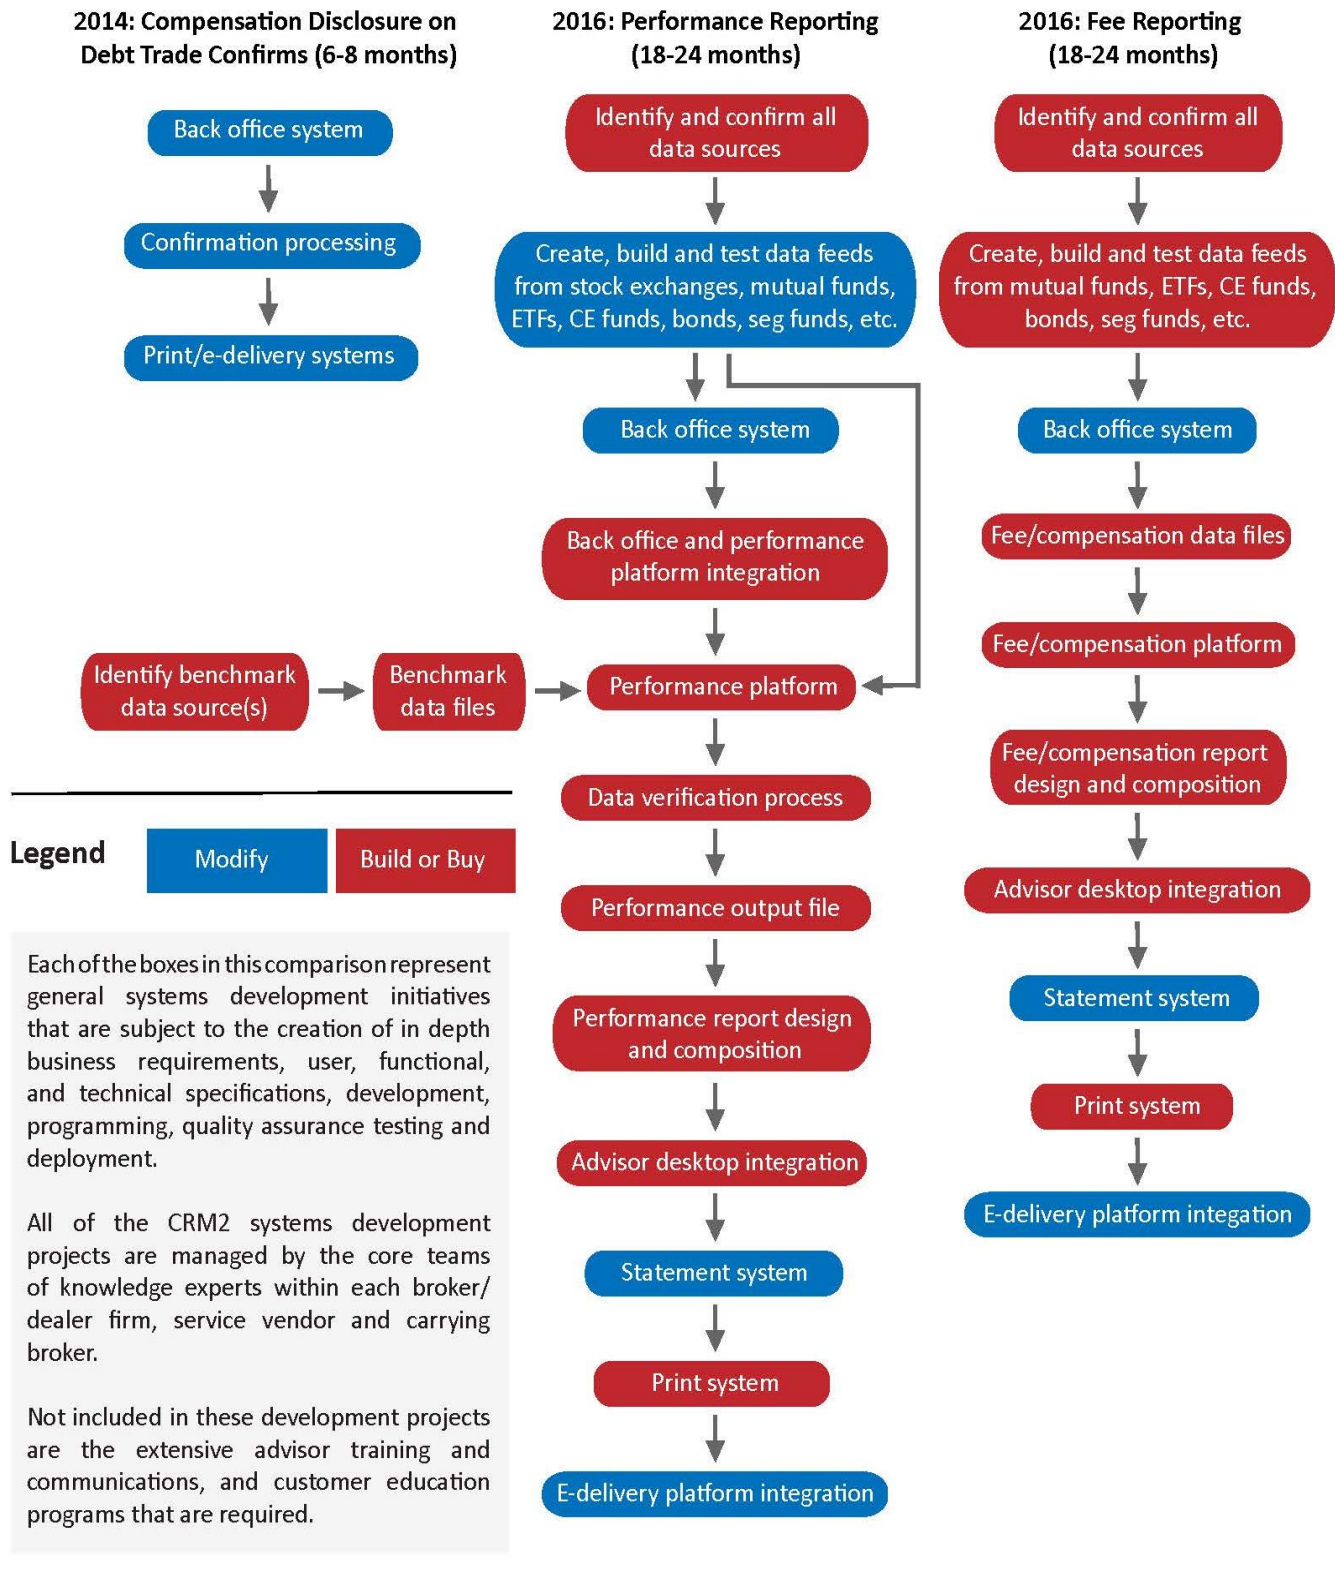 2014: Compensation Disclosure on
Debt Trade Confirms (6-8 months)
Back office system
Confirmation processing
Print/e-delivery systems
2016: Performance Reporting
(18-24 months)
Identify and confirm all
data sources
Create, build and test data feeds
from stock exchanges, mutual funds,
ETFs, CE funds, bonds, seg funds, etc.
Back office system
Back office and performance
platform integration
Identify benchmark
data source(s)
Benchmark
data files
Performance platform
Data verification process
Performance output file
Performance report design
and composition
Advisor desktop integration
Statement system
Print system
E-delivery platform integration
2016: Fee Reporting
(18-24 months)
Identify and confirm all
data sources
Create, build and test data feeds
from mutual funds, ETFs, CE funds,
bonds, seg funds, etc.
Back office system
Fee/compensation data files
Fee/compensation platform
Fee/compensation report
design and composition
Advisor desktop integration
Statement system
Print system
E-delivery platform integation
Legend
Modify
Build or Buy
Each of the boxes in this comparison represent
general systems development initiatives
that are subject to the creation of in depth
business requirements, user, functional,
and technical specifications, development,
programming, quality assurance testing and
deployment.
All of the CRM2 systems development
projects are managed by the core teams
of knowledge experts within each broker/
dealer firm, service vendor and carrying
broker.
Not included in these development projects
are the extensive advisor training and
communications, and customer education
programs that are required.